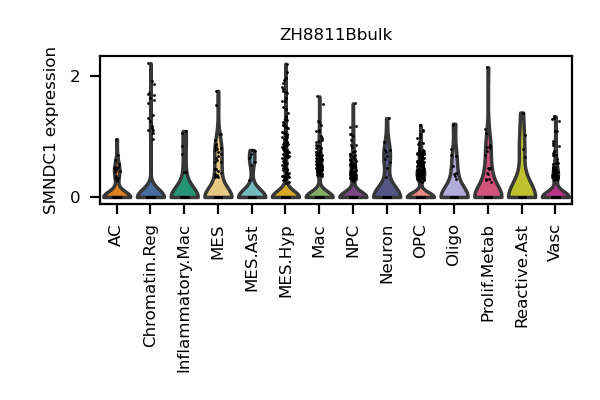 ZH8811Bbulk
SMNDC1 expression
2
0
AC
Chromatin.Reg
Inflammatory.Mac
MES
MES.Ast
MES.Hyp
Mac
NPC
Neuron
OPC
Oligo
Prolif.Metab
Reactive.Ast
Vasc